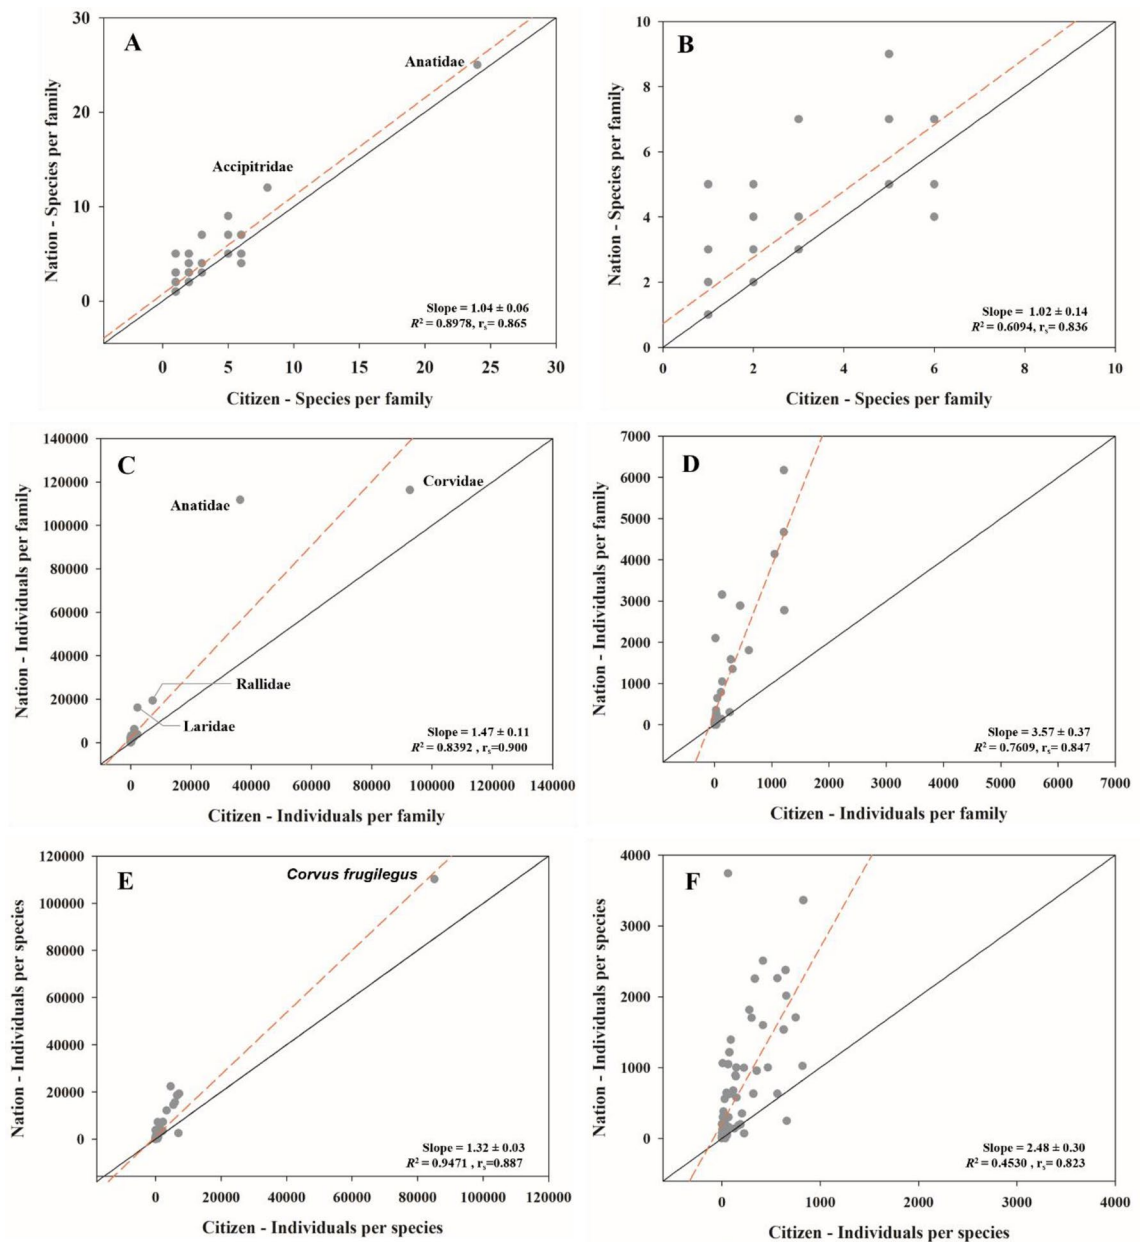 A
Nation - Species per family
30
20
10
0
Anatidae
Accipitridae
Slope = 1.04 ± 0.06
R² = 0.8978, rs= 0.865
0 5 10 15 20 25 30
Citizen - Species per family
B
Nation - Species per family
10
8
6
4
2
0
Slope = 1.02 ± 0.14
R² = 0.6094, rs= 0.836
0 2 4 6 8 10
Citizen - Species per family
C
Nation - Individuals per family
140000
120000
100000
80000
60000
40000
20000
0
Corvidae
Anatidae
Rallidae
Laridae
Slope = 1.47 ± 0.11
R² = 0.8392 , rs=0.900
0 20000 40000 60000 80000 100000 120000 140000
Citizen - Individuals per family
D
Nation - Individuals per family
7000
6000
5000
4000
3000
2000
1000
0
Slope = 3.57 ± 0.37
R² = 0.7609, rs= 0.847
0 1000 2000 3000 4000 5000 6000 7000
Citizen - Individuals per family
E
Nation - Individuals per species
120000
100000
80000
60000
40000
20000
0
Corvus frugilegus
Slope = 1.32 ± 0.03
R² = 0.9471 , rs=0.887
0 20000 40000 60000 80000 100000 120000
Citizen - Individuals per species
F
Nation - Individuals per species
4000
3000
2000
1000
0
Slope = 2.48 ± 0.30
R² = 0.4530, rs= 0.823
0 1000 2000 3000 4000
Citizen - Individuals per species